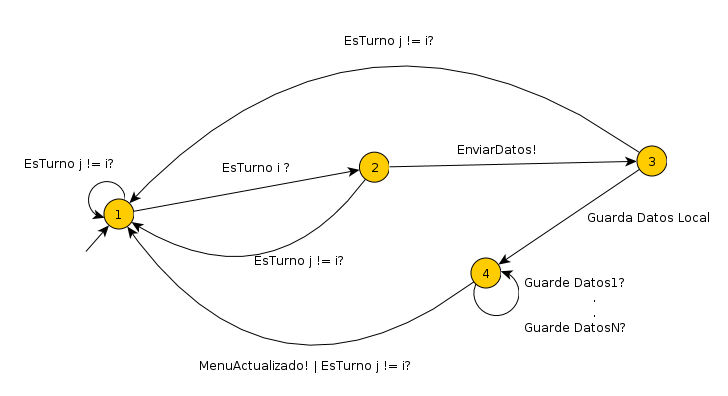 EsTurno j != i?
EsTurno j != i?
EsTurno i ?
EnviarDatos!
1
2
3
Guarda Datos Local
EsTurno j != i?
4
Guarde Datos1?
.
.
Guarde DatosN?
MenuActualizado! | EsTurno j != i?